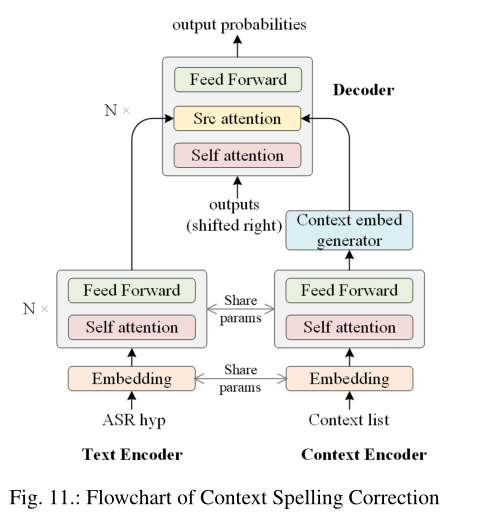 output probabilities
Feed Forward
Decoder
N ×
Src attention
Self attention
outputs
(shifted right)
Context embed
generator
Feed Forward
Share
params
Feed Forward
N ×
Self attention
Self attention
Embedding
Share
params
Embedding
ASR hyp
Context list
Text Encoder
Context Encoder
Fig. 11.: Flowchart of Context Spelling Correction